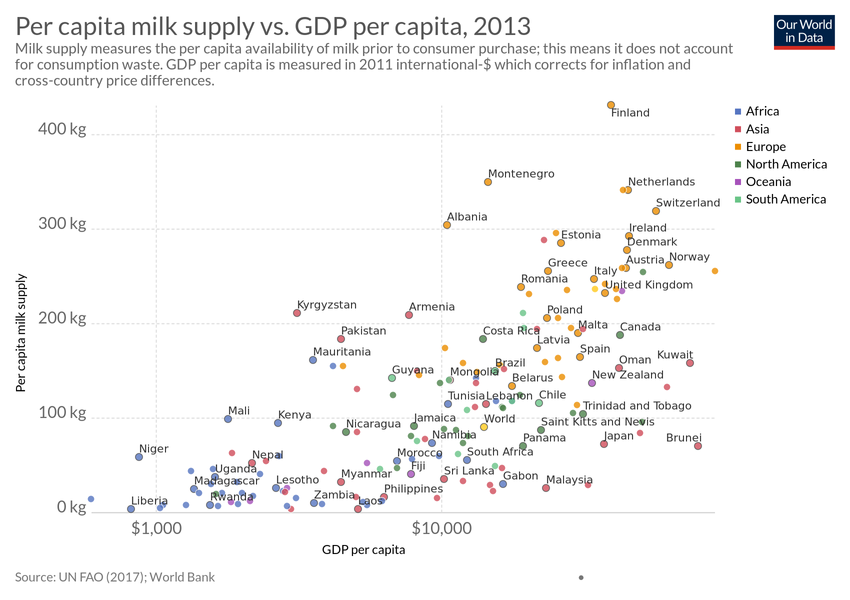 Per capita milk supply vs. GDP per capita, 2013
Our World
in Data
Milk supply measures the per capita availability of milk prior to consumer purchase; this means it does not account
for consumption waste. GDP per capita is measured in 2011 international-$ which corrects for inflation and
cross-country price differences.
Africa
Asia
Europe
North America
Oceania
South America
Per capita milk supply
400 kg
300 kg
200 kg
100 kg
0 kg
Finland
Montenegro
Netherlands
Switzerland
Albania
Ireland
Estonia
Denmark
Greece
Austria
Norway
Italy
Romania
United Kingdom
Kyrgyzstan
Armenia
Poland
Pakistan
Costa Rica
Malta
Canada
Latvia
Mauritania
Spain
Oman
Kuwait
Guyana
Mongolia
Brazil
Belarus
New Zealand
Tunisia
Lebanon
Chile
Mali
Kenya
Nicaragua
Jamaica
World
Trinidad and Tobago
Saint Kitts and Nevis
Namibia
Panama
Japan
Brunei
Niger
Nepal
Morocco
South Africa
Uganda
Fiji
Madagascar
Lesotho
Myanmar
Sri Lanka
Gabon
Malaysia
Liberia
Rwanda
Zambia
Laos
Philippines
$1,000
$10,000
GDP per capita
Source: UN FAO (2017); World Bank